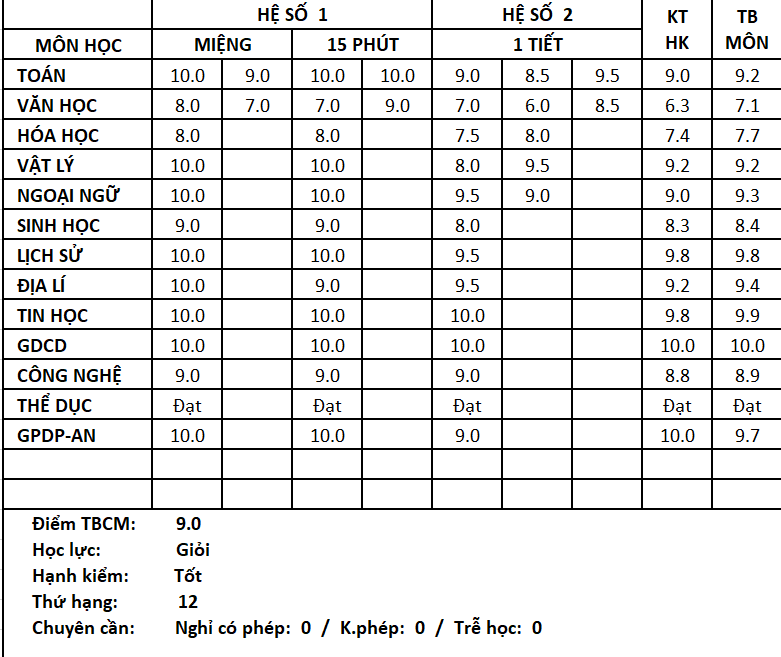 HỆ SỐ 1 HỆ SỐ 2 KT HK TB MÔN
MÔN HỌC MIỆNG 15 PHÚT 1 TIẾT
TOÁN 10.0 9.0 10.0 10.0 9.0 8.5 9.5 9.0 9.2
VĂN HỌC 8.0 7.0 7.0 9.0 7.0 6.0 8.5 6.3 7.1
HÓA HỌC 8.0 8.0 7.5 8.0 7.4 7.7
VẬT LÝ 10.0 10.0 8.0 9.5 9.2 9.2
NGOẠI NGỮ 10.0 10.0 9.5 9.0 9.0 9.3
SINH HỌC 9.0 9.0 8.0 8.3 8.4
LỊCH SỬ 10.0 10.0 9.5 9.8 9.8
ĐỊA LÍ 10.0 9.0 9.5 9.2 9.4
TIN HỌC 10.0 10.0 10.0 9.8 9.9
GDCD 10.0 10.0 10.0 10.0 10.0
CÔNG NGHỆ 9.0 9.0 9.0 8.8 8.9
THỂ DỤC Đạt Đạt Đạt Đạt Đạt
GPDP-AN 10.0 10.0 9.0 10.0 9.7
Điểm TBCM: 9.0
Học lực: Giỏi
Hạnh kiểm: Tốt
Thứ hạng: 12
Chuyên cần: Nghỉ có phép: 0 / K.phép: 0 / Trễ học: 0